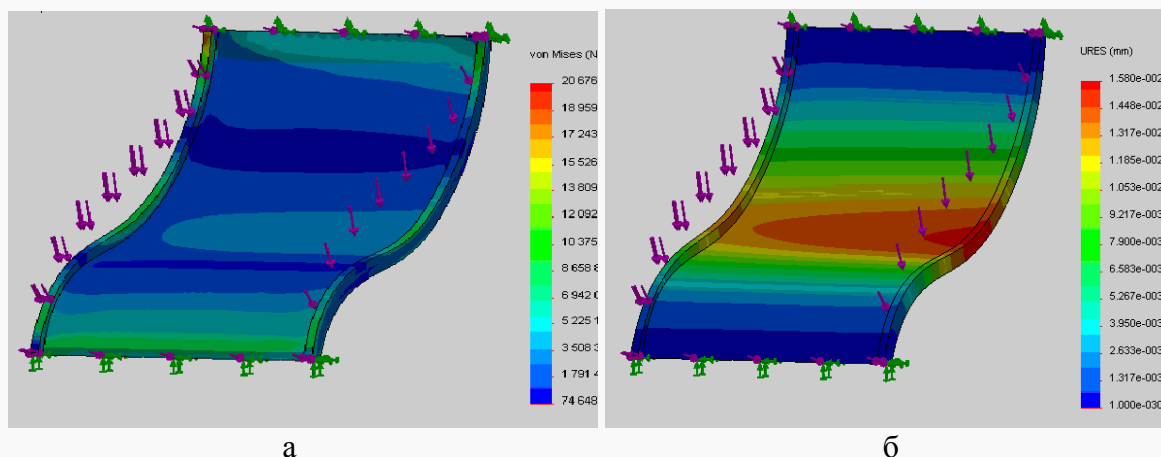 von Mises (N
20 676
18 959
17 243
15 526
13 809
12 092
10 375
8 658 8
6 942 0
5 225 1
3 508 3
1 791 4
74 648
URES (mm)
1.580e-002
1.448e-002
1.317e-002
1.185e-002
1.053e-002
9.217e-003
7.900e-003
6.583e-003
5.267e-003
3.950e-003
2.633e-003
1.317e-003
1.000e-030
а
б